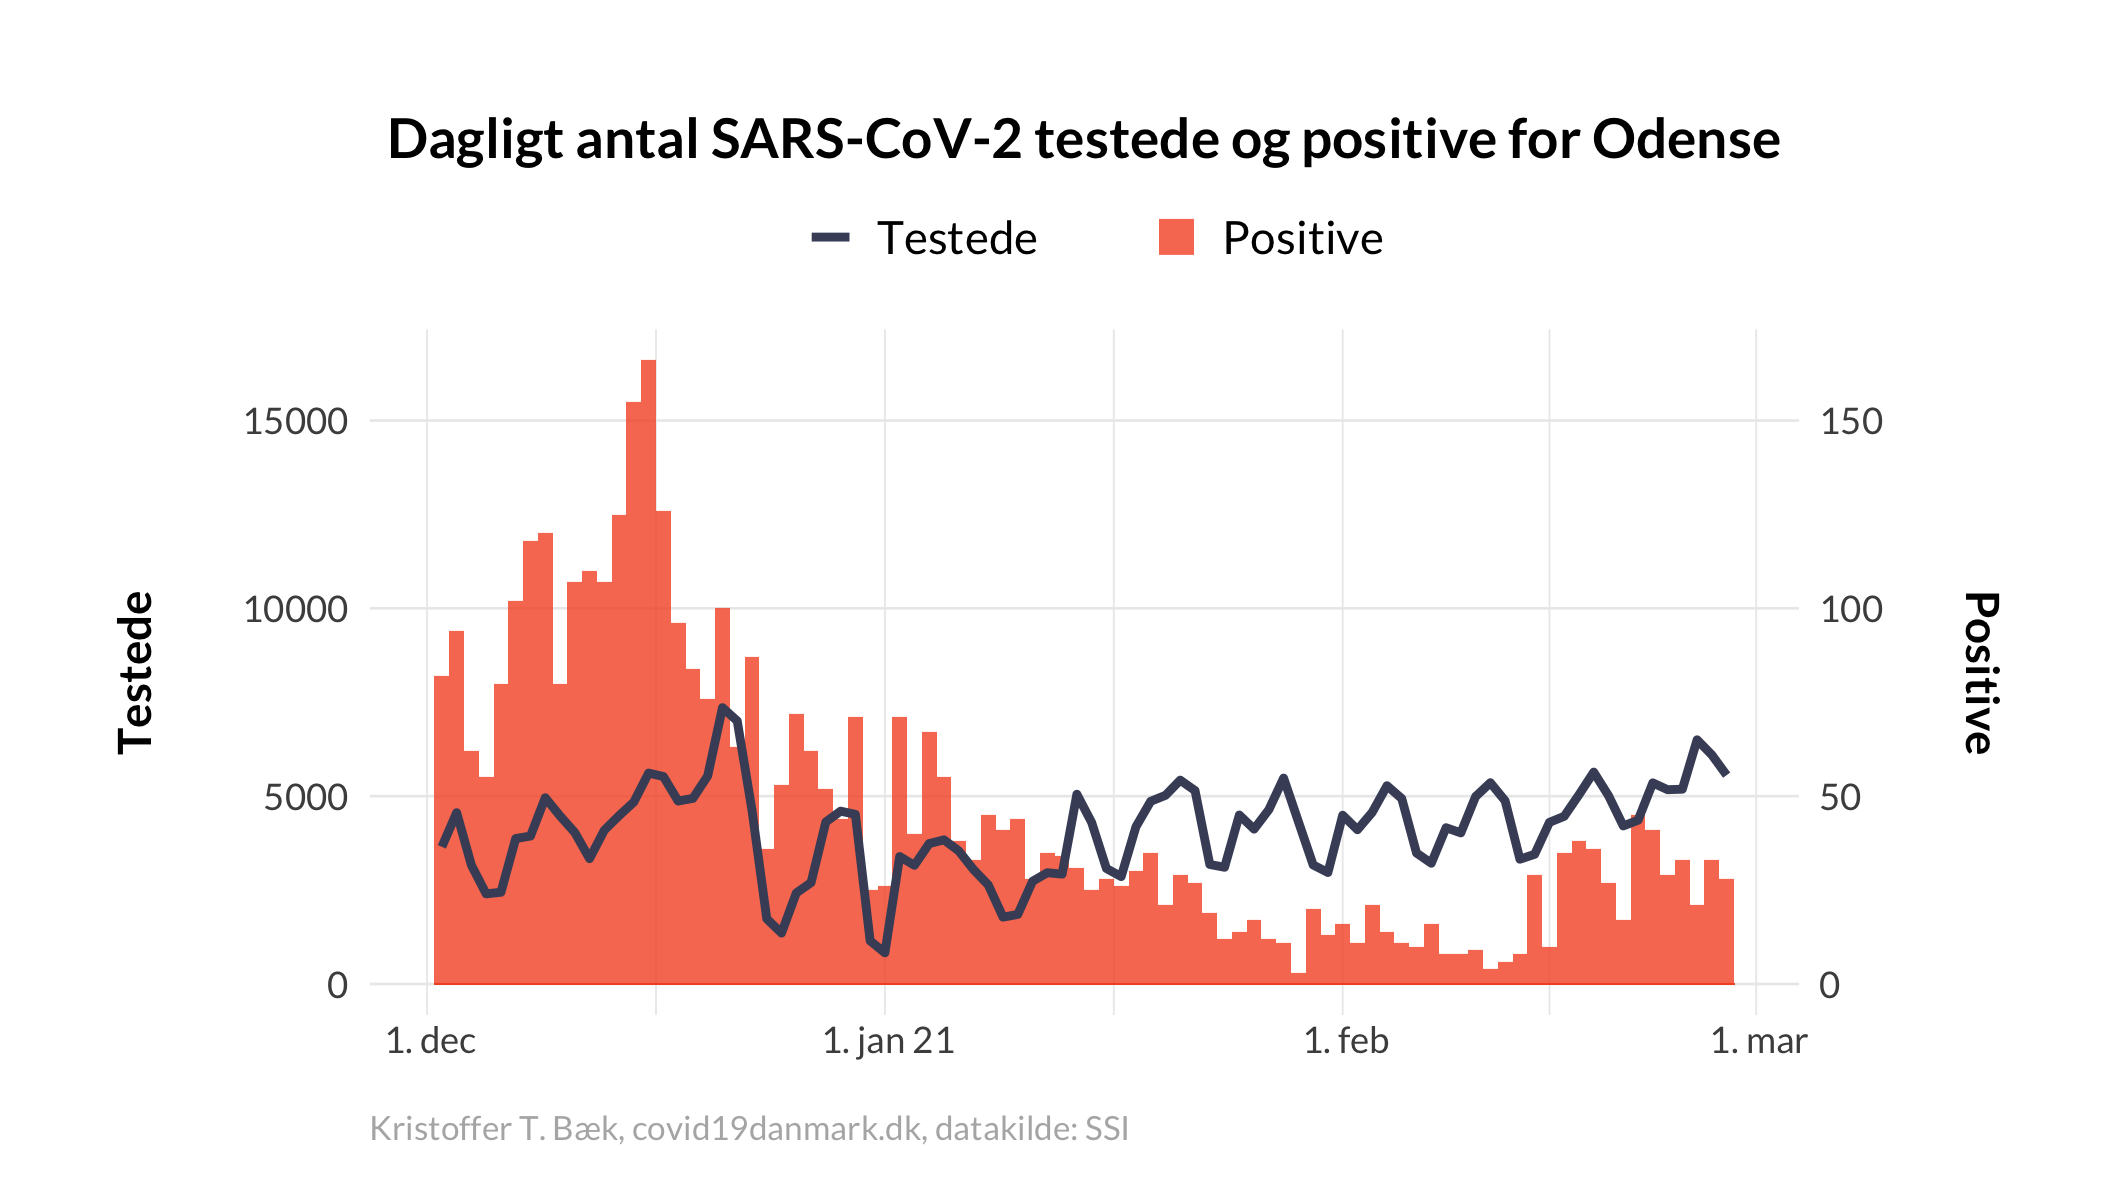 Dagligt antal SARS-CoV-2 testede og positive for Odense
Testede Positive
15000 150
10000 100
5000 50
0 0
Testede
Positive
1. dec 1. jan 21 1. feb 1. mar
Kristoffer T. Bæk, covid19danmark.dk, datakilde: SSI